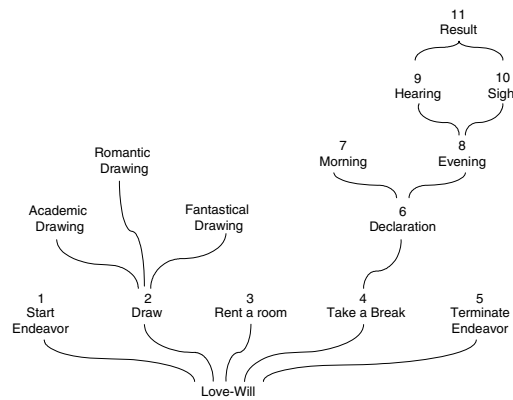 11
Result
9
Hearing
10
Sigh
7
Morning
8
Evening
Romantic
Drawing
Academic
Drawing
Fantastical
Drawing
6
Declaration
1
Start
Endeavor
2
Draw
3
Rent a room
4
Take a Break
5
Terminate
Endeavor
Love-Will